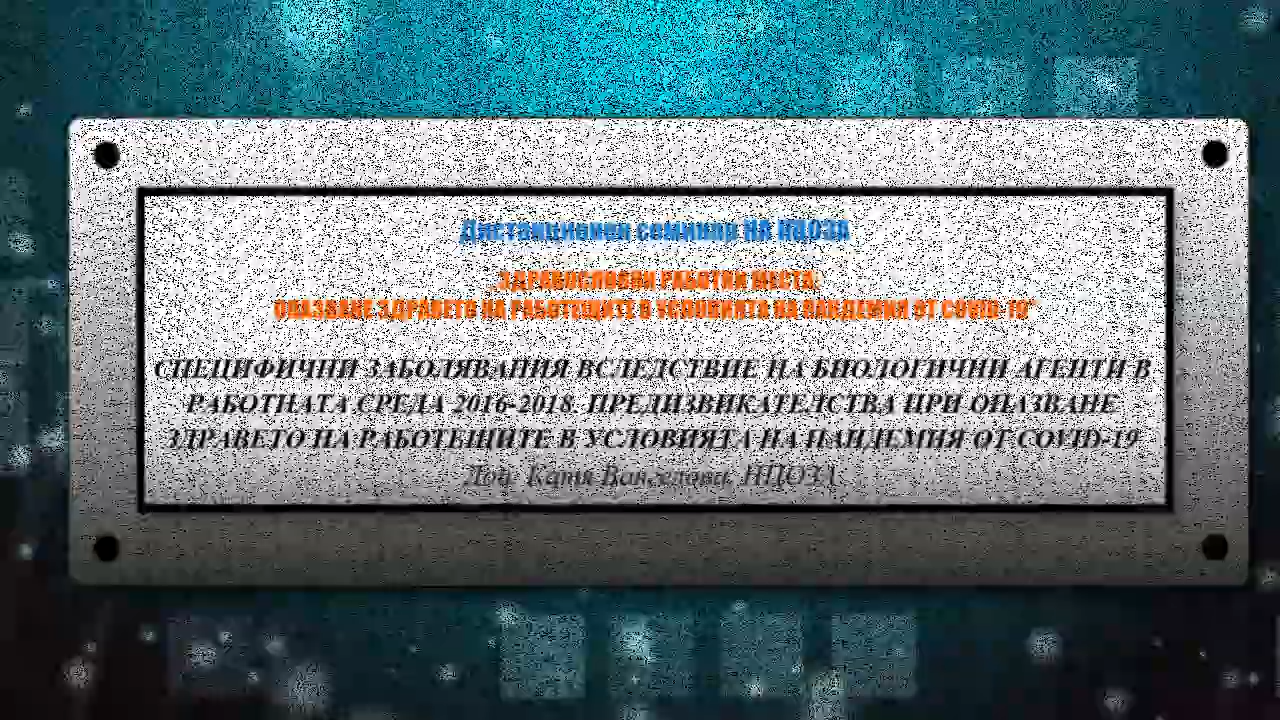 Дистанционен семинар НА НЦОЗА
„ЗДРАВОСЛОВНИ РАБОТНИ МЕСТА:
ОПАЗВАНЕ ЗДРАВЕТО НА РАБОТЕЩИТЕ В УСЛОВИЯТА НА ПАНДЕМИЯ ОТ COVID-19“
СПЕЦИФИЧНИ ЗАБОЛЯВАНИЯ ВСЛЕДСТВИЕ НА БИОЛОГИЧНИ АГЕНТИ В
РАБОТНАТА СРЕДА 2016-2018. ПРЕДИЗВИКАТЕЛСТВА ПРИ ОПАЗВАНЕ
ЗДРАВЕТО НА РАБОТЕЩИТЕ В УСЛОВИЯТА НА ПАНДЕМИЯ ОТ COVID-19
Доц. Катя Вангелова, НЦОЗА